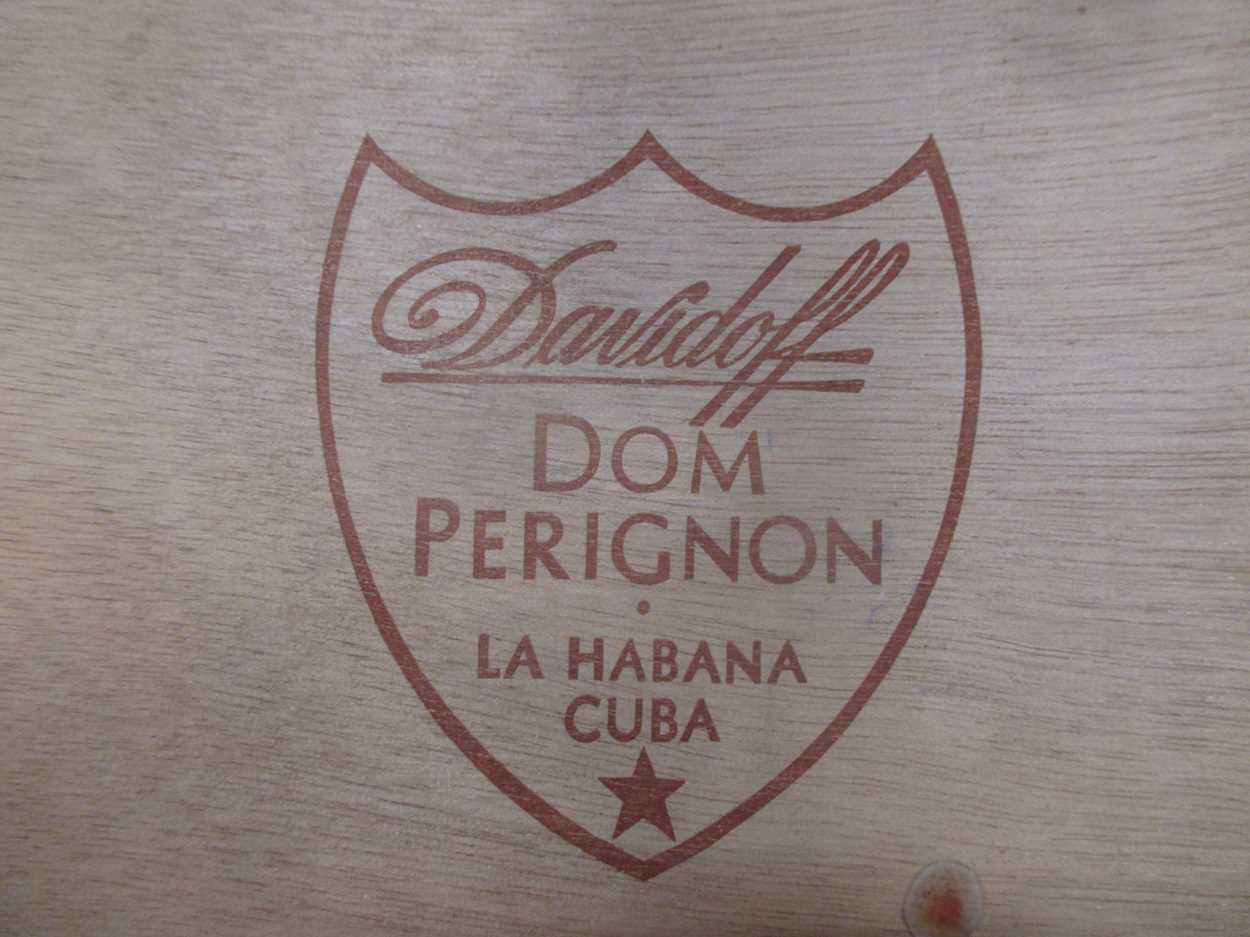 Davidoff
DOM
PERIGNON
•
LA HABANA
CUBA